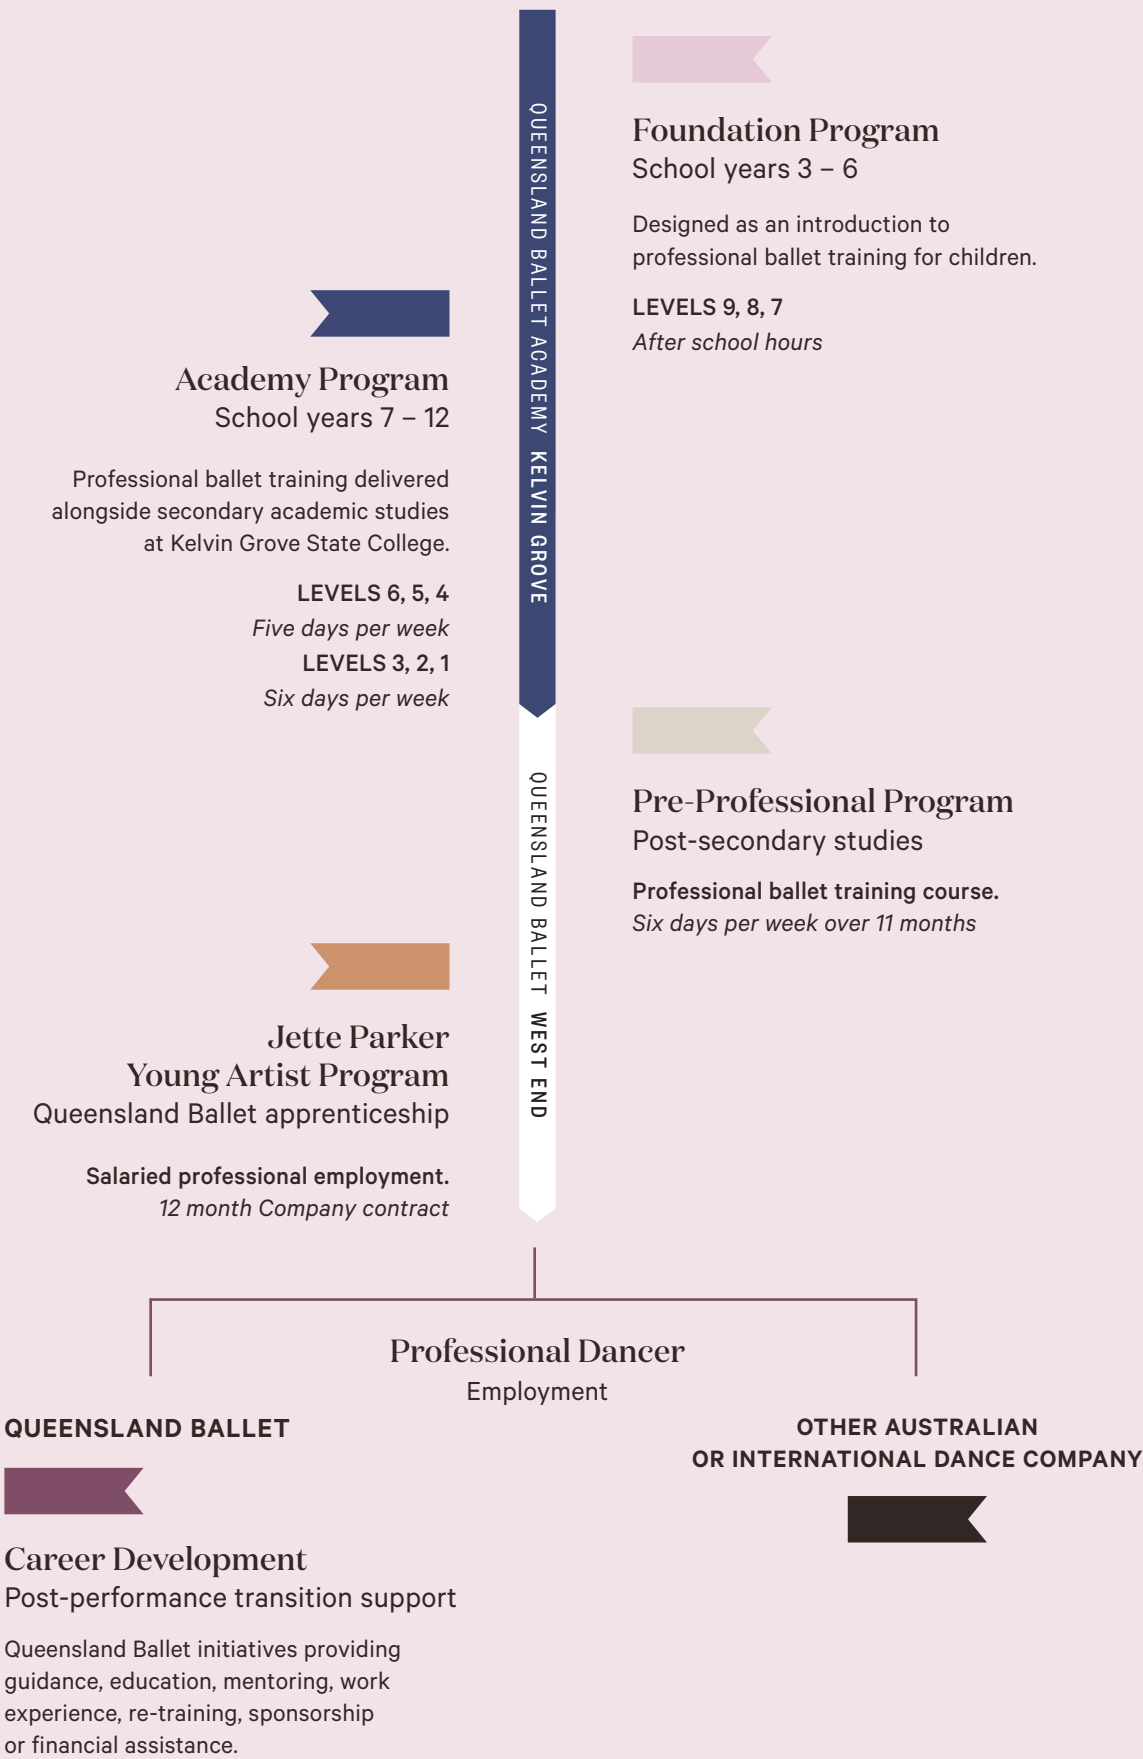 QUEENSLAND BALLET ACADEMY KELVIN GROVE
Foundation Program
School years 3 – 6
Designed as an introduction to
professional ballet training for children.
LEVELS 9, 8, 7
After school hours
Academy Program
School years 7 – 12
Professional ballet training delivered
alongside secondary academic studies
at Kelvin Grove State College.
LEVELS 6, 5, 4
Five days per week
LEVELS 3, 2, 1
Six days per week
QUEENSLAND BALLET WEST END
Pre-Professional Program
Post-secondary studies
Professional ballet training course.
Six days per week over 11 months
Jette Parker
Young Artist Program
Queensland Ballet apprenticeship
Salaried professional employment.
12 month Company contract
Professional Dancer
Employment
QUEENSLAND BALLET
Career Development
Post-performance transition support
Queensland Ballet initiatives providing
guidance, education, mentoring, work
experience, re-training, sponsorship
or financial assistance.
OTHER AUSTRALIAN
OR INTERNATIONAL DANCE COMPANY